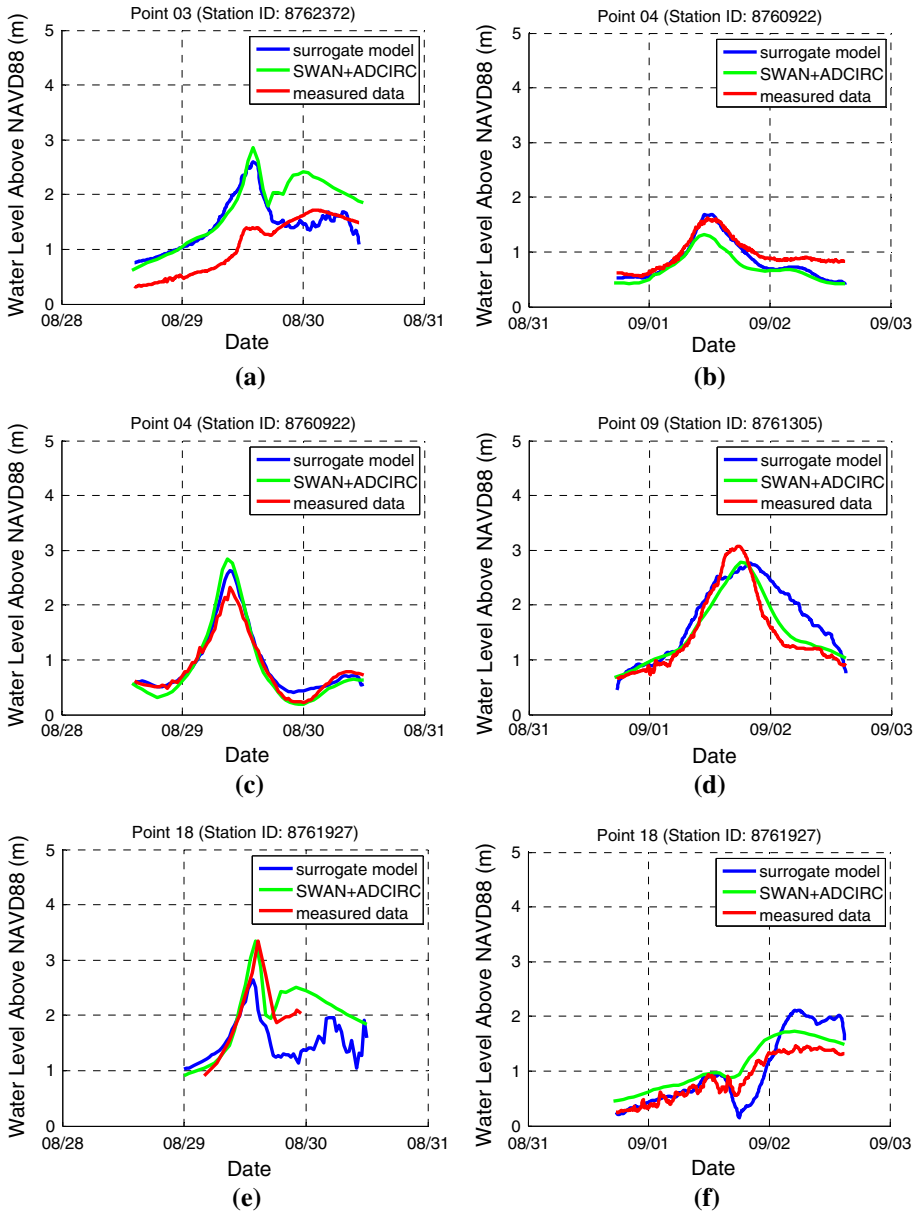 Point 03 (Station ID: 8762372)
Water Level Above NAVD88 (m)
5
4
3
2
1
0
surrogate model
SWAN+ADCIRC
measured data
08/28
08/29
08/30
08/31
Date
(a)
Point 04 (Station ID: 8760922)
Water Level Above NAVD88 (m)
5
4
3
2
1
0
surrogate model
SWAN+ADCIRC
measured data
08/31
09/01
09/02
09/03
Date
(b)
Point 04 (Station ID: 8760922)
Water Level Above NAVD88 (m)
5
4
3
2
1
0
surrogate model
SWAN+ADCIRC
measured data
08/28
08/29
08/30
08/31
Date
(c)
Point 09 (Station ID: 8761305)
Water Level Above NAVD88 (m)
5
4
3
2
1
0
surrogate model
SWAN+ADCIRC
measured data
08/31
09/01
09/02
09/03
Date
(d)
Point 18 (Station ID: 8761927)
Water Level Above NAVD88 (m)
5
4
3
2
1
0
surrogate model
SWAN+ADCIRC
measured data
08/28
08/29
08/30
08/31
Date
(e)
Point 18 (Station ID: 8761927)
Water Level Above NAVD88 (m)
5
4
3
2
1
0
surrogate model
SWAN+ADCIRC
measured data
08/31
09/01
09/02
09/03
Date
(f)